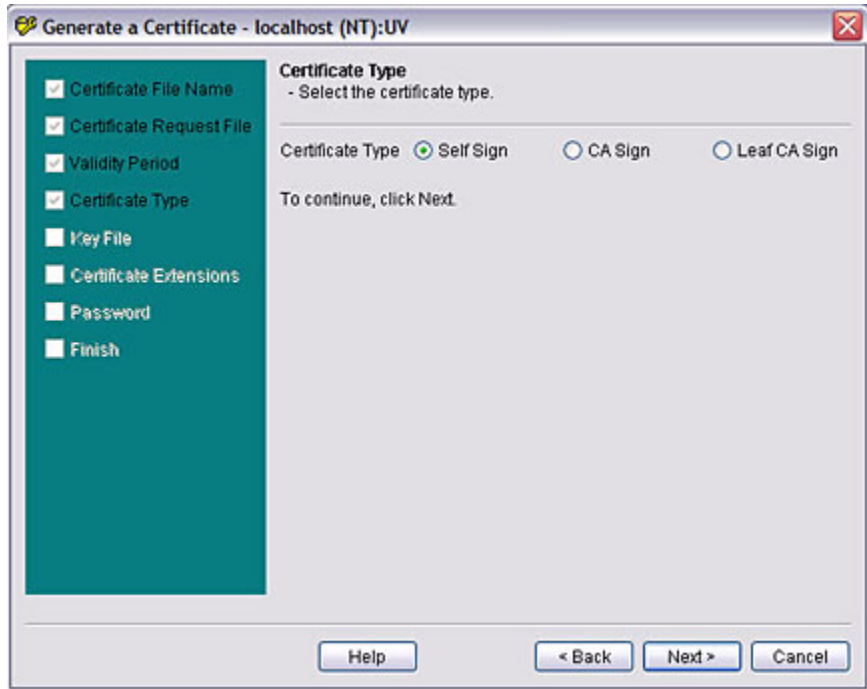 Generate a Certificate - localhost (NT):UV
Certificate File Name
Certificate Request File
Validity Period
Certificate Type
Key File
Certificate Extensions
Password
Finish
Certificate Type
- Select the certificate type.
Certificate Type Self Sign CA Sign Leaf CA Sign
To continue, click Next.
Help < Back Next > Cancel